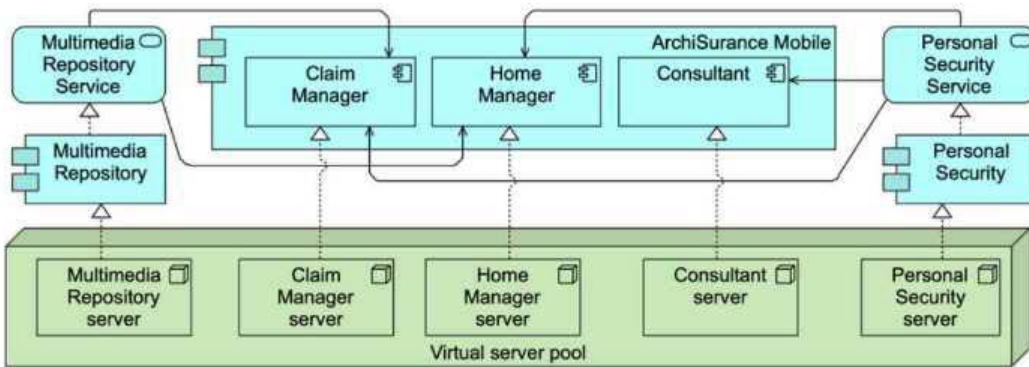 Multimedia
Repository
Service
ArchiSurance Mobile
Claim
Manager
Home
Manager
Consultant
Personal
Security
Service
Multimedia
Repository
Personal
Security
Multimedia
Repository
server
Claim
Manager
server
Home
Manager
server
Consultant
server
Personal
Security
server
Virtual server pool